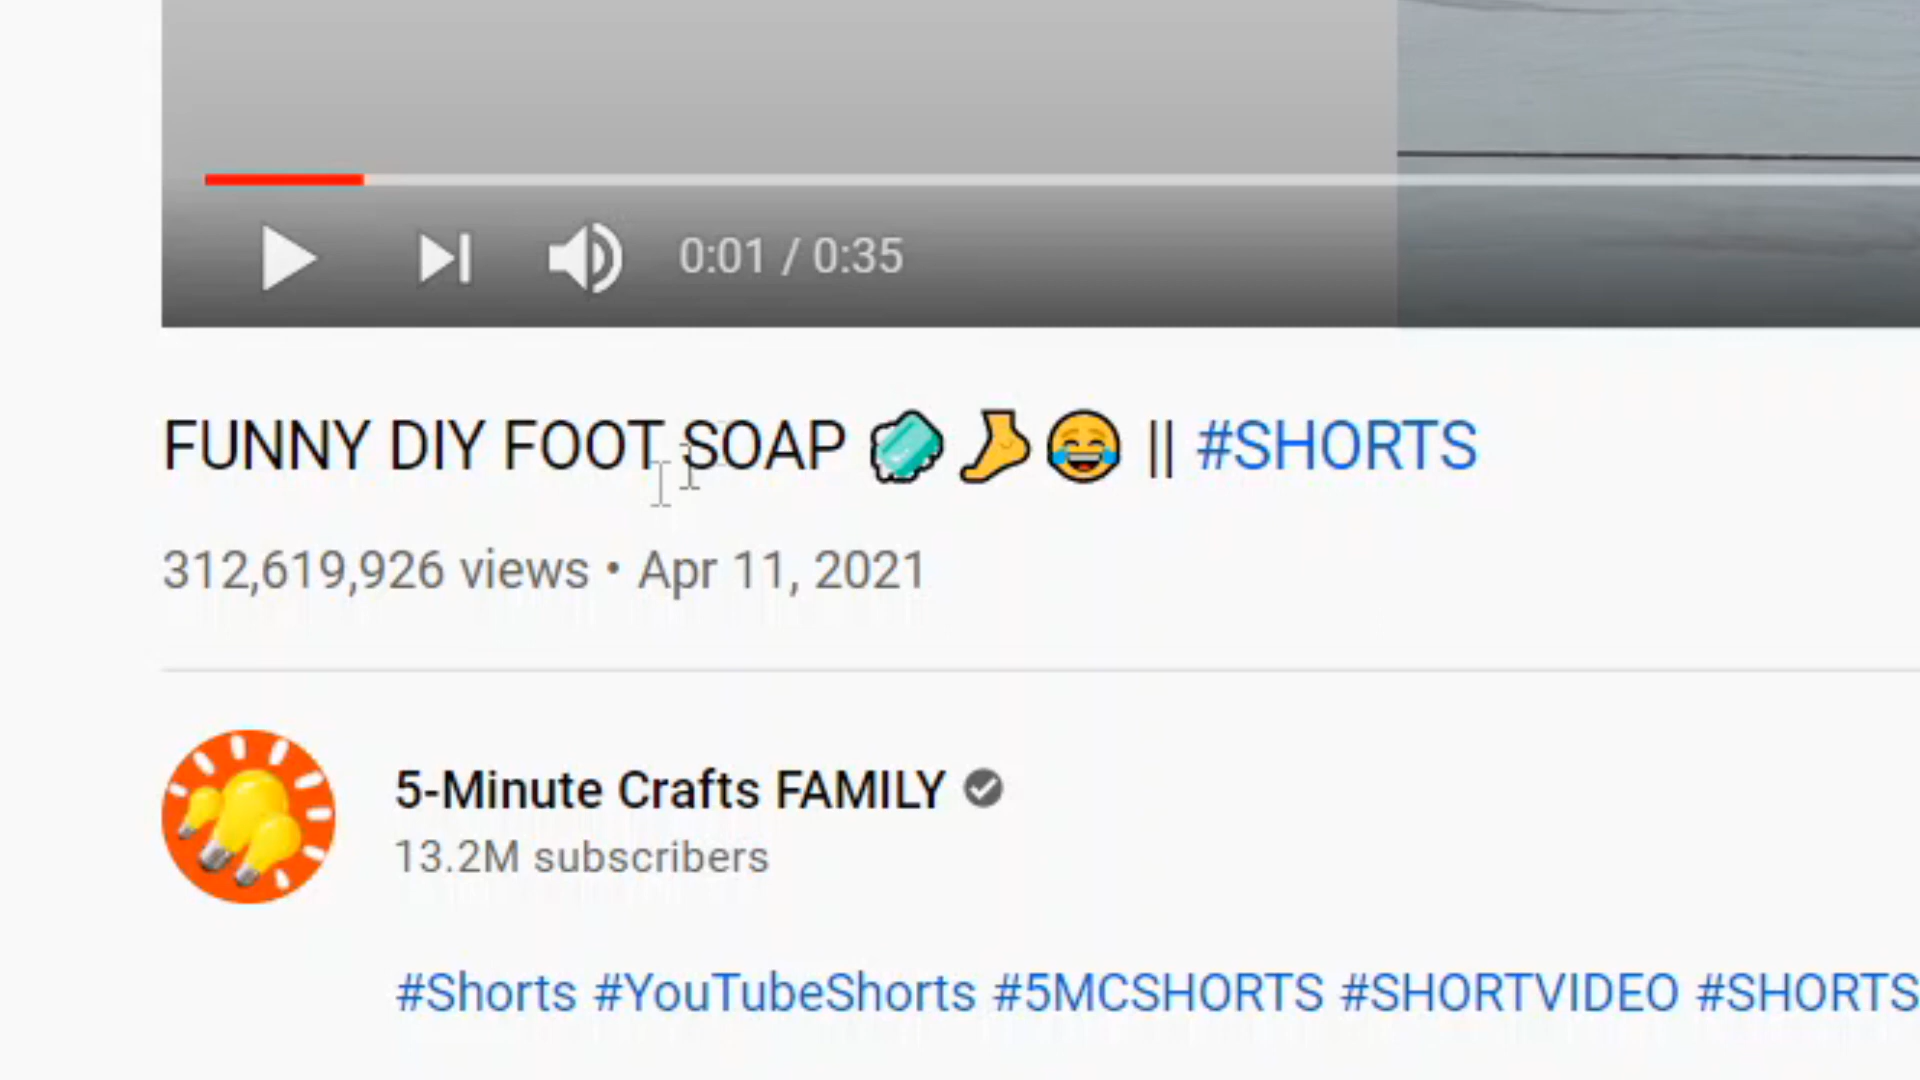 0:01 / 0:35
FUNNY DIY FOOT SOAP 🧼🦶😂 || #SHORTS
312,619,926 views • Apr 11, 2021
5-Minute Crafts FAMILY
13.2M subscribers
#Shorts #YouTubeShorts #5MCSHORTS #SHORTVIDEO #SHORTS